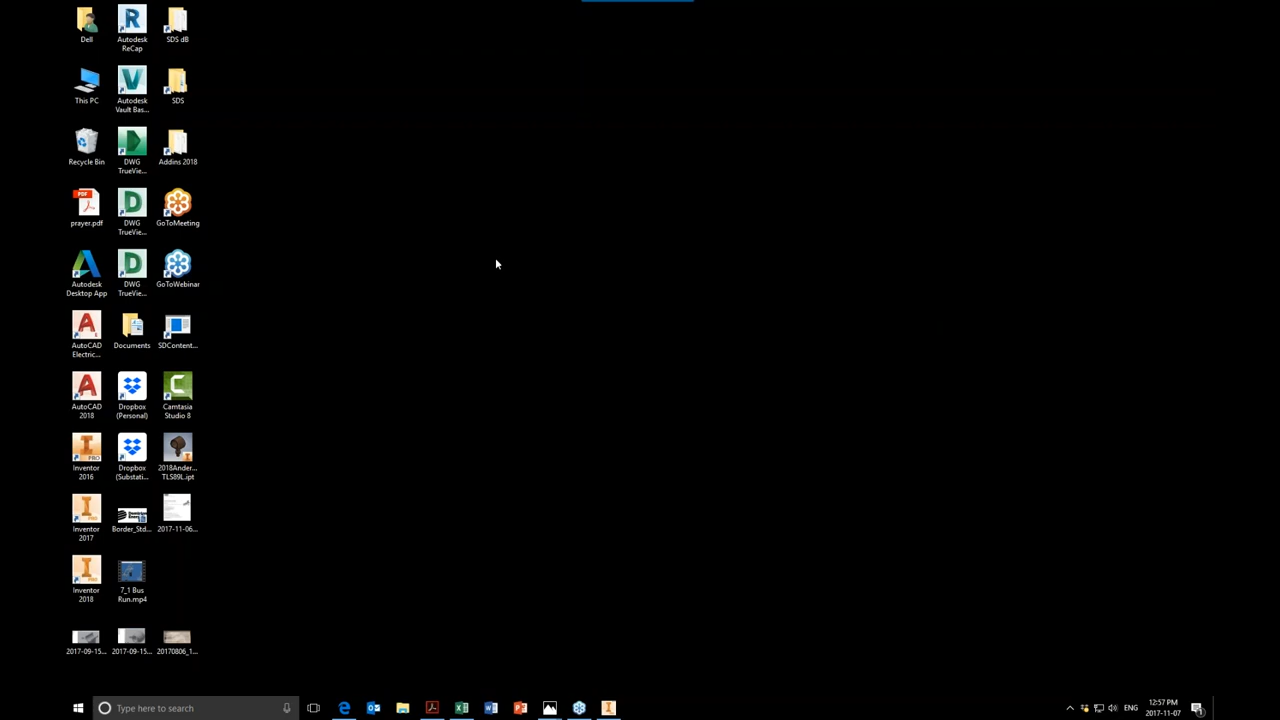 Dell
Autodesk
ReCap
SDS dB
This PC
Autodesk
Vault Bas...
SDS
Recycle Bin
DWG
TrueVie...
Addins 2018
PDF
prayer.pdf
DWG
TrueVie...
GoToMeeting
Autodesk
Desktop App
DWG
TrueVie...
GoToWebinar
AutoCAD
Electric...
Documents
SDContent...
AutoCAD
2018
Dropbox
(Personal)
Camtasia
Studio 8
PRO
Inventor
2016
Dropbox
(Substati...
2018Ander...
TLS89L.ipt
PRO
Inventor
2017
Border_Std...
2017-11-06...
PRO
Inventor
2018
7_1 Bus
Run.mp4
2017-09-15...
2017-09-15...
20170806_1...
Type here to search
ENG
12:57 PM
2017-11-07